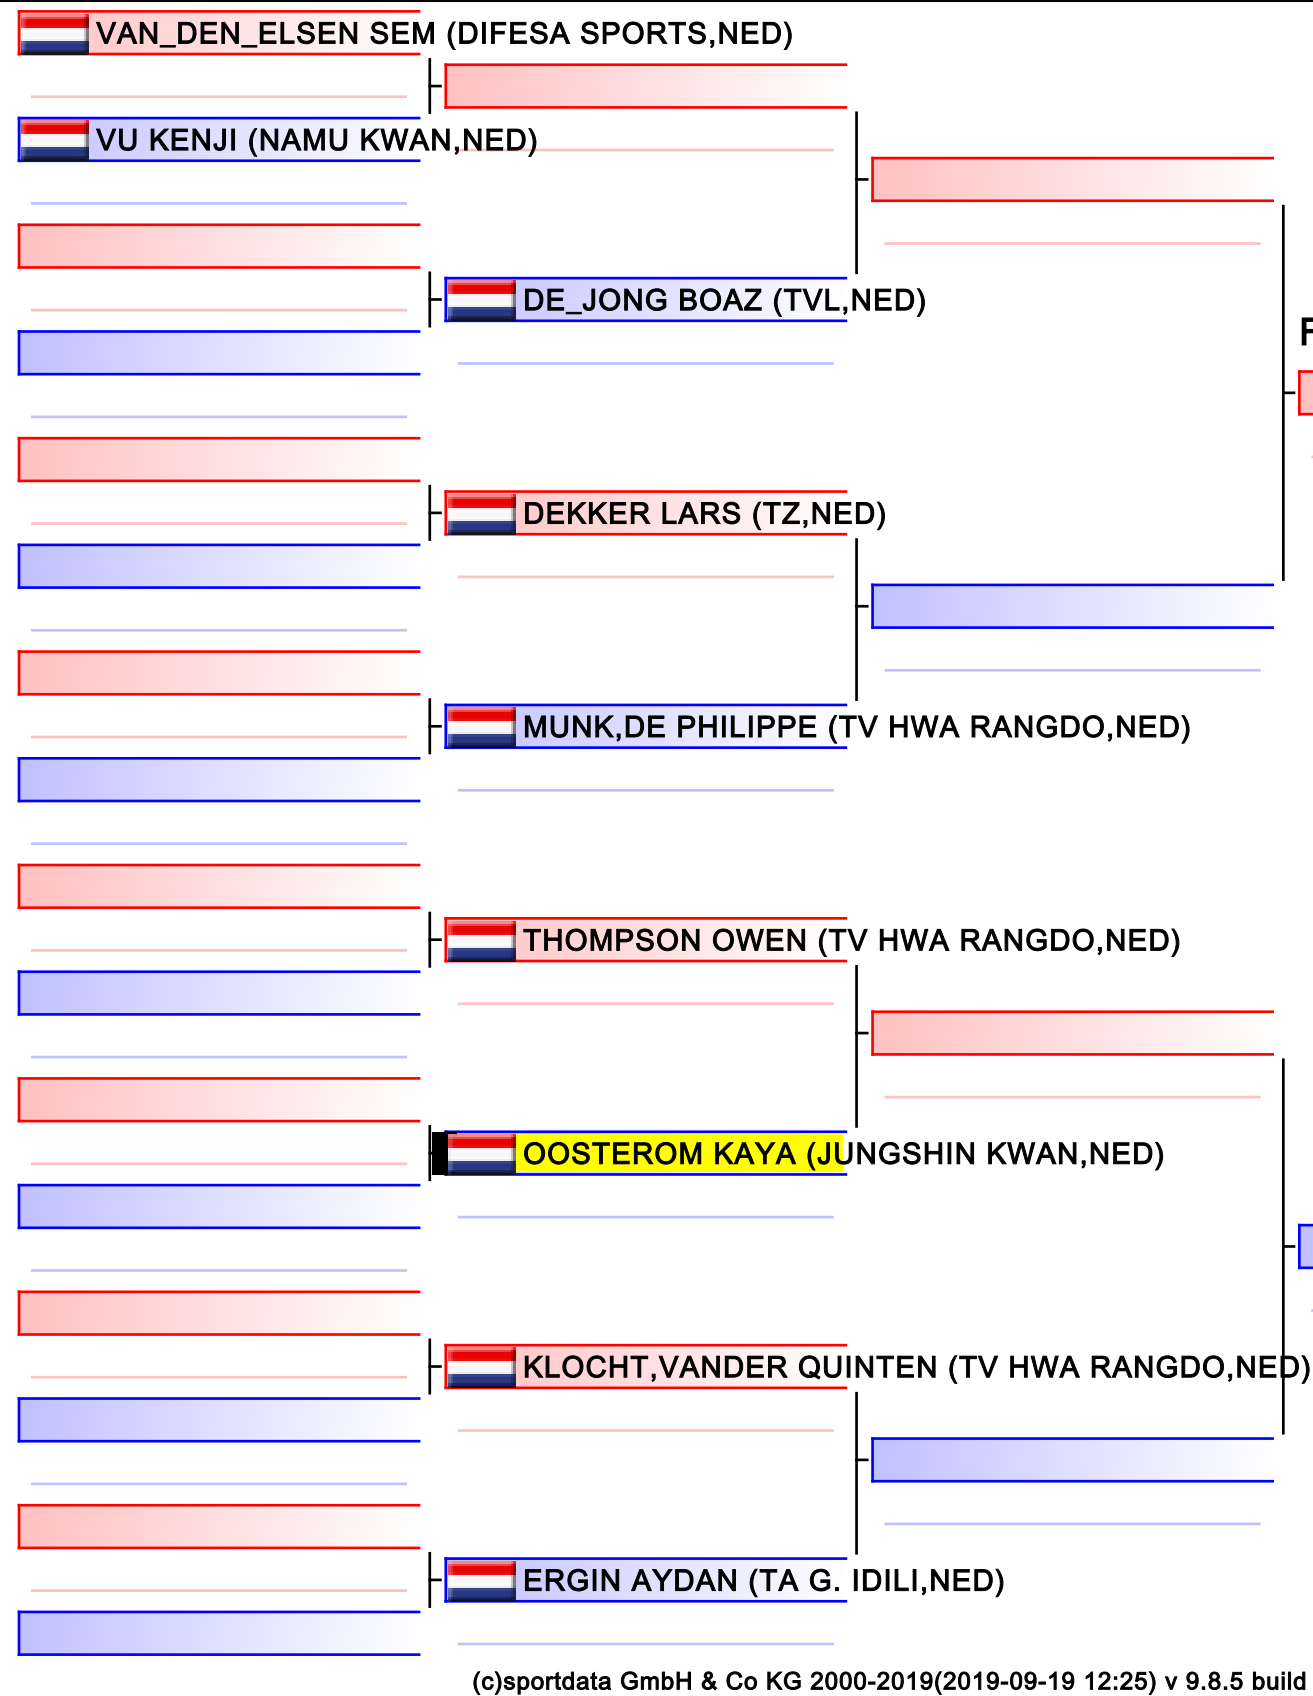 VAN_DEN_ELSEN SEM (DIFESA SPORTS,NED)
VU KENJI (NAMU KWAN,NED)
DE_JONG BOAZ (TVL,NED)
DEKKER LARS (TZ,NED)
MUNK,DE PHILIPPE (TV HWA RANGDO,NED)
THOMPSON OWEN (TV HWA RANGDO,NED)
OOSTEROM KAYA (JUNGSHIN KWAN,NED)
KLOCHT,VANDER QUINTEN (TV HWA RANGDO,NED)
ERGIN AYDAN (TA G. IDILI,NED)
(c)sportdata GmbH & Co KG 2000-2019(2019-09-19 12:25) v 9.8.5 build